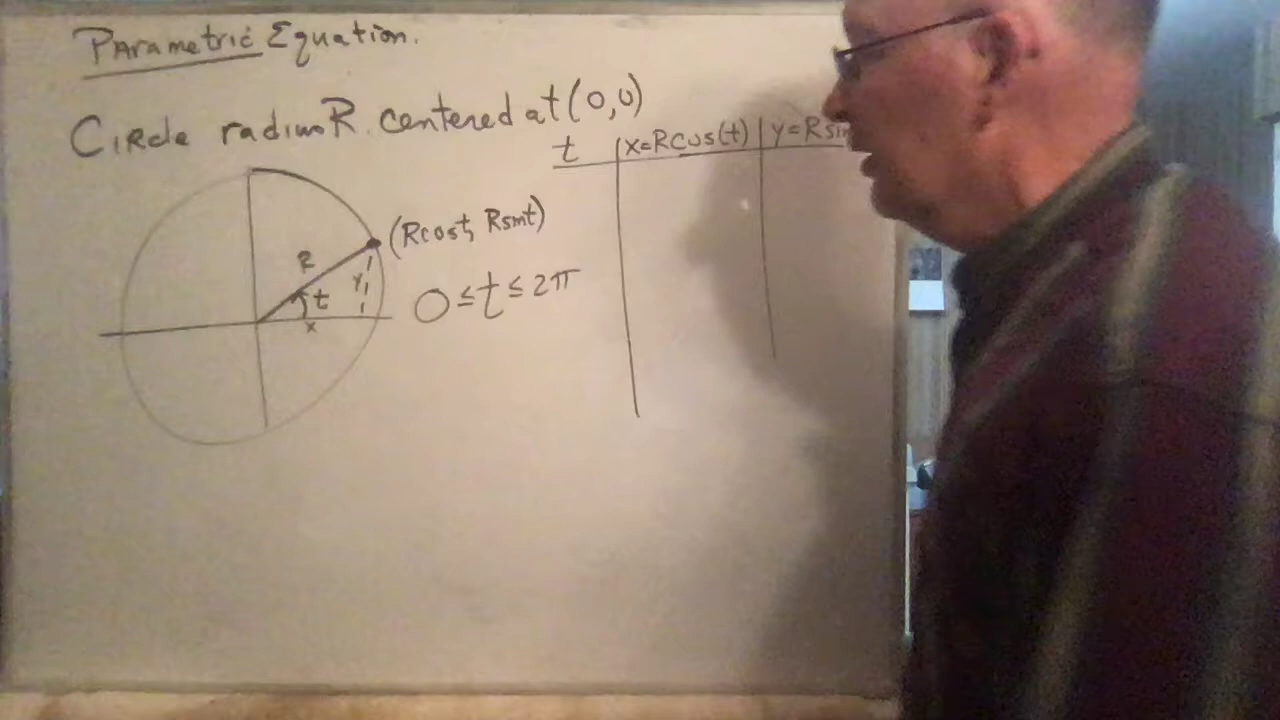 Parametric Equation.
Circle radius R. centered at (0,0)
t x=Rcos(t) y=Rsin
(Rcost, Rsint)
R
y
t
x
0≤t≤2π